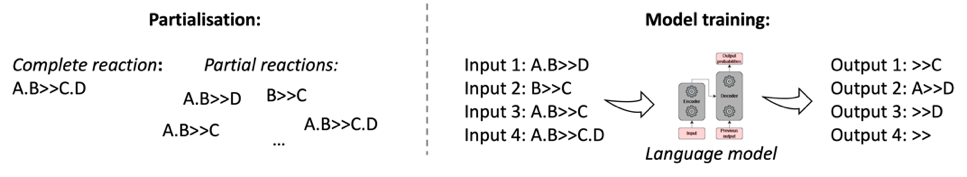 Partialisation:
Complete reaction:
A.B>>C.D
Partial reactions:
A.B>>D
B>>C
A.B>>C
A.B>>C.D
...
Model training:
Input 1: A.B>>D
Input 2: B>>C
Input 3: A.B>>C
Input 4: A.B>>C.D
Output
probabilities
Encoder
Decoder
Input
Previous
output
Language model
Output 1: >>C
Output 2: A>>D
Output 3: >>D
Output 4: >>